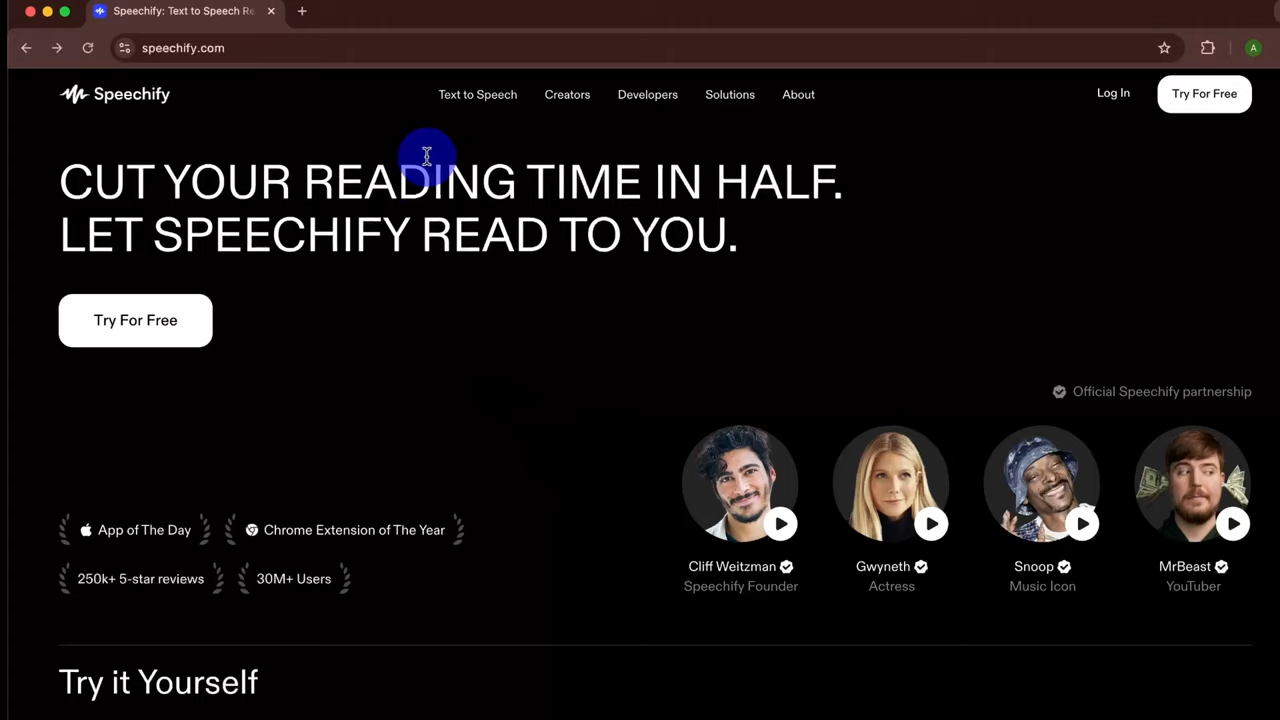 Speechify: Text to Speech Re
speechify.com
A
Speechify
Text to Speech
Creators
Developers
Solutions
About
Log In
Try For Free
CUT YOUR READING TIME IN HALF.
LET SPEECHIFY READ TO YOU.
Try For Free
Official Speechify partnership
App of The Day
Chrome Extension of The Year
250k+ 5-star reviews
30M+ Users
Cliff Weitzman
Speechify Founder
Gwyneth
Actress
Snoop
Music Icon
MrBeast
YouTuber
Try it Yourself